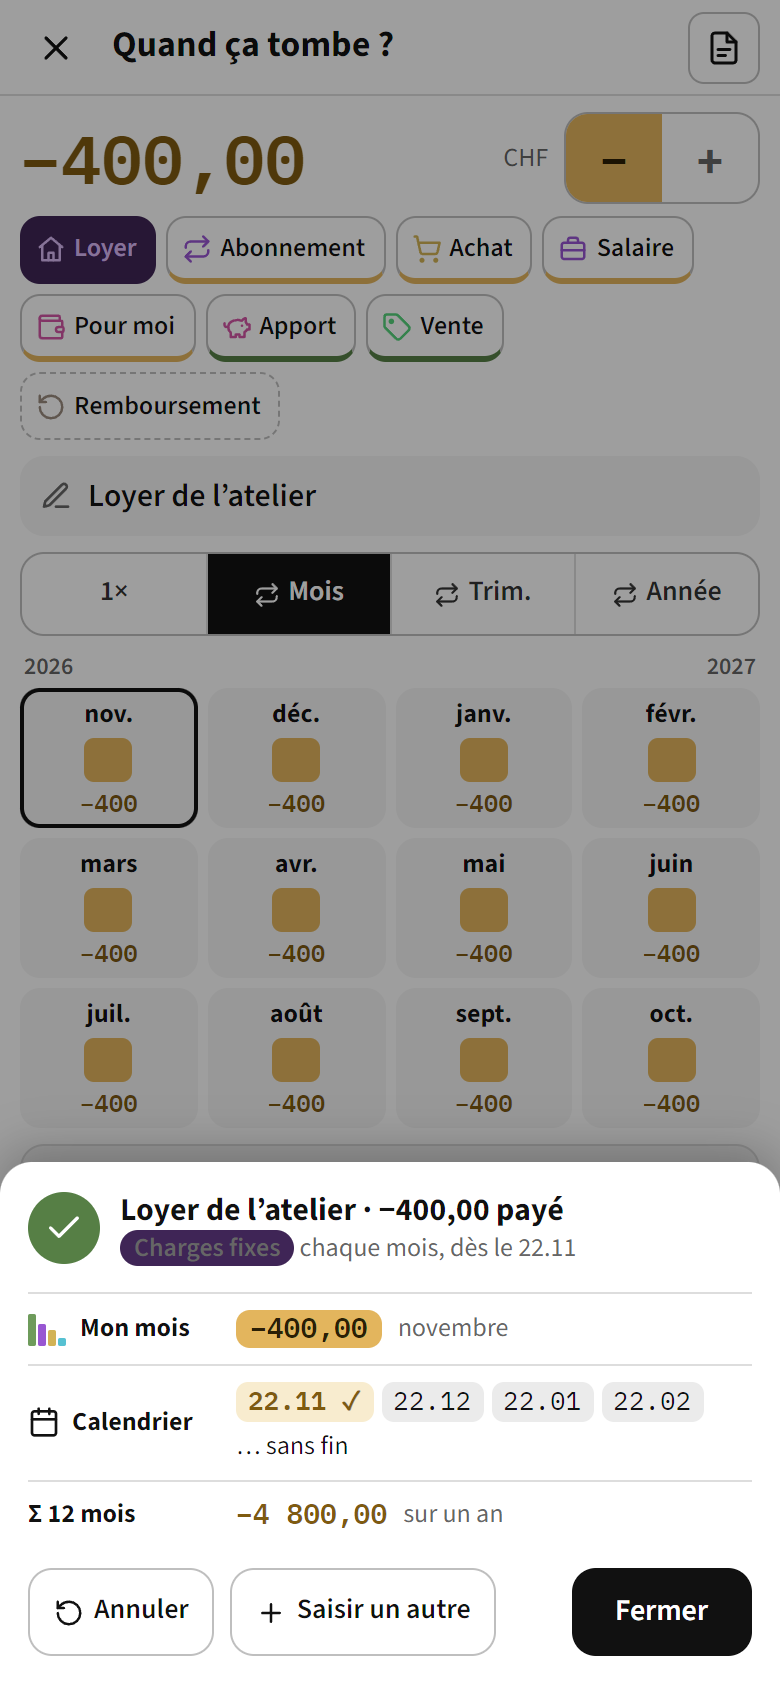 Quand ça tombe ?
−400,00 CHF − +
Loyer Abonnement Achat Salaire
Pour moi Apport Vente
Remboursement
Loyer de l’atelier
1× Mois Trim. Année
2026 2027
nov. déc. janv. févr.
−400 −400 −400 −400
mars avr. mai juin
−400 −400 −400 −400
juil. août sept. oct.
−400 −400 −400 −400
Loyer de l’atelier · −400,00 payé
Charges fixes chaque mois, dès le 22.11
Mon mois −400,00 novembre
Calendrier 22.11 ✓ 22.12 22.01 22.02
… sans fin
Σ 12 mois −4 800,00 sur un an
Annuler + Saisir un autre Fermer